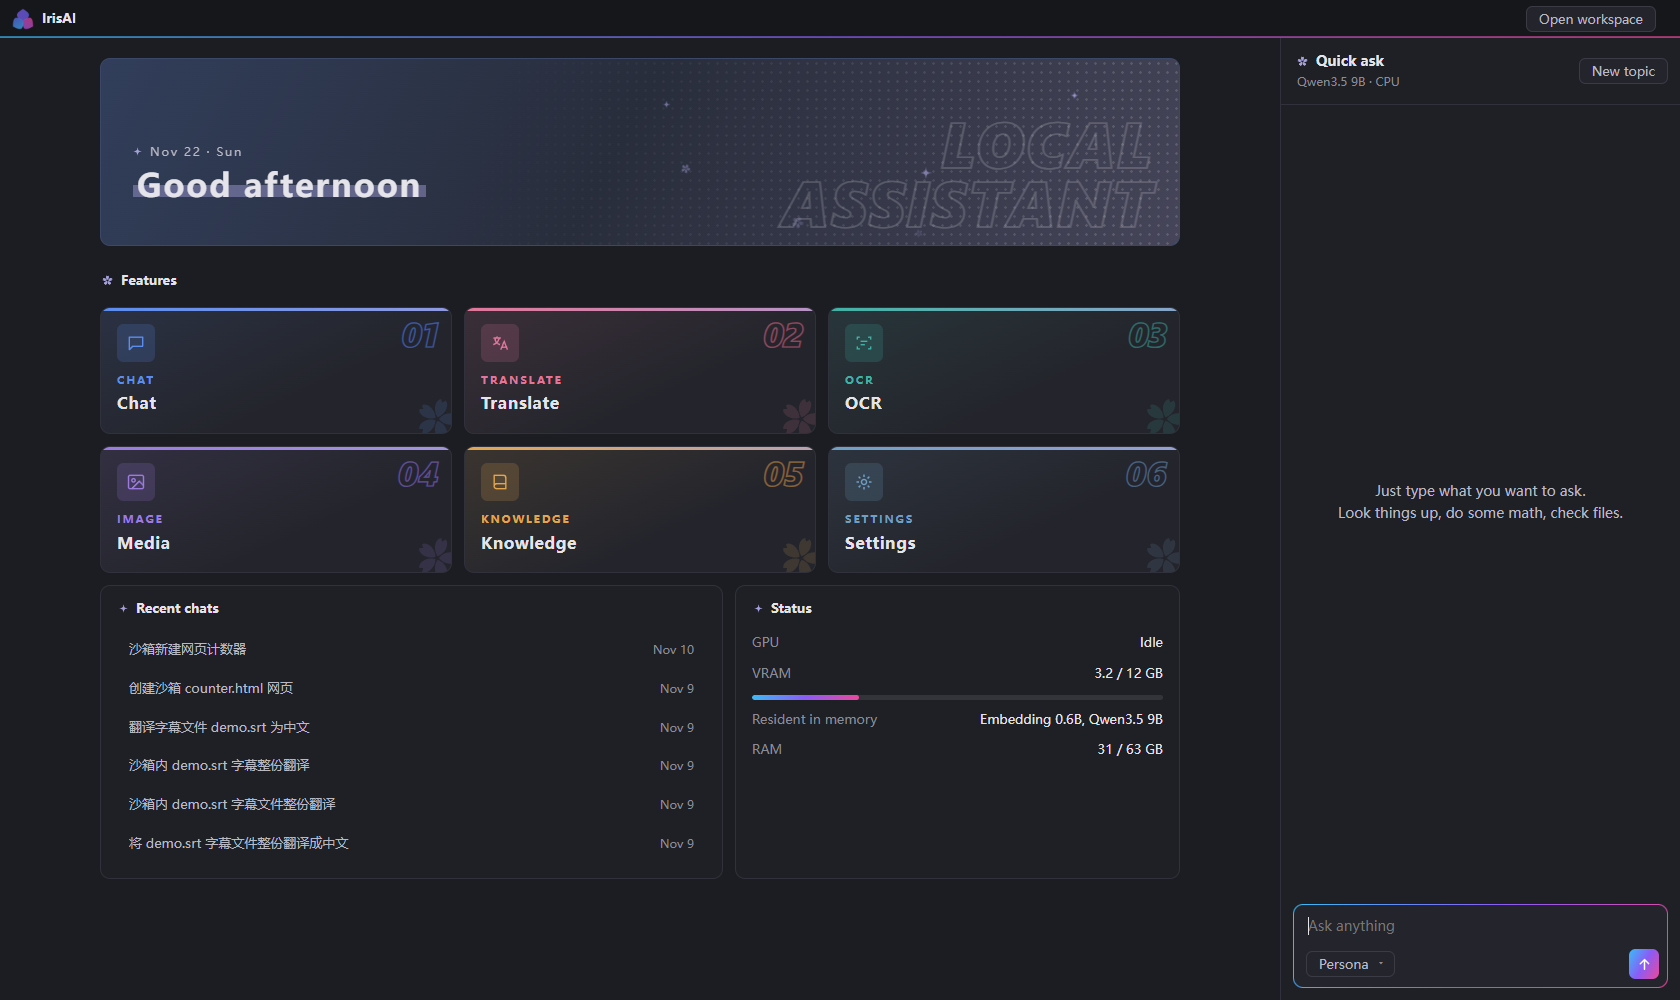 IrisAI
Open workspace
Nov 22 · Sun
Good afternoon
LOCAL
ASSISTANT
Features
01
CHAT
Chat
02
TRANSLATE
Translate
03
OCR
OCR
04
IMAGE
Media
05
KNOWLEDGE
Knowledge
06
SETTINGS
Settings
Recent chats
沙箱新建网页计数器 Nov 10
创建沙箱 counter.html 网页 Nov 9
翻译字幕文件 demo.srt 为中文 Nov 9
沙箱内 demo.srt 字幕整份翻译 Nov 9
沙箱内 demo.srt 字幕文件整份翻译 Nov 9
将 demo.srt 字幕文件整份翻译成中文 Nov 9
Status
GPU Idle
VRAM 3.2 / 12 GB
Resident in memory Embedding 0.6B, Qwen3.5 9B
RAM 31 / 63 GB
Quick ask
Qwen3.5 9B · CPU
New topic
Just type what you want to ask.
Look things up, do some math, check files.
Ask anything
Persona